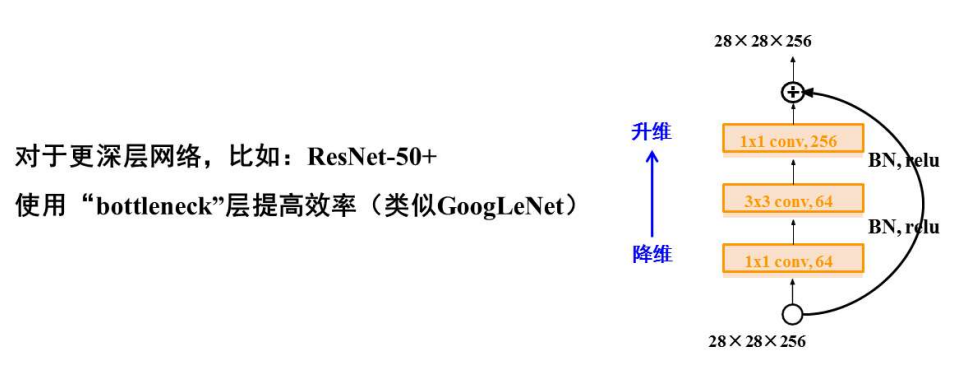 对于更深层网络，比如：ResNet-50+
使用“bottleneck”层提高效率（类似GoogLeNet）
28×28×256
升维
1x1 conv, 256
BN, relu
3x3 conv, 64
BN, relu
降维
1x1 conv, 64
28×28×256